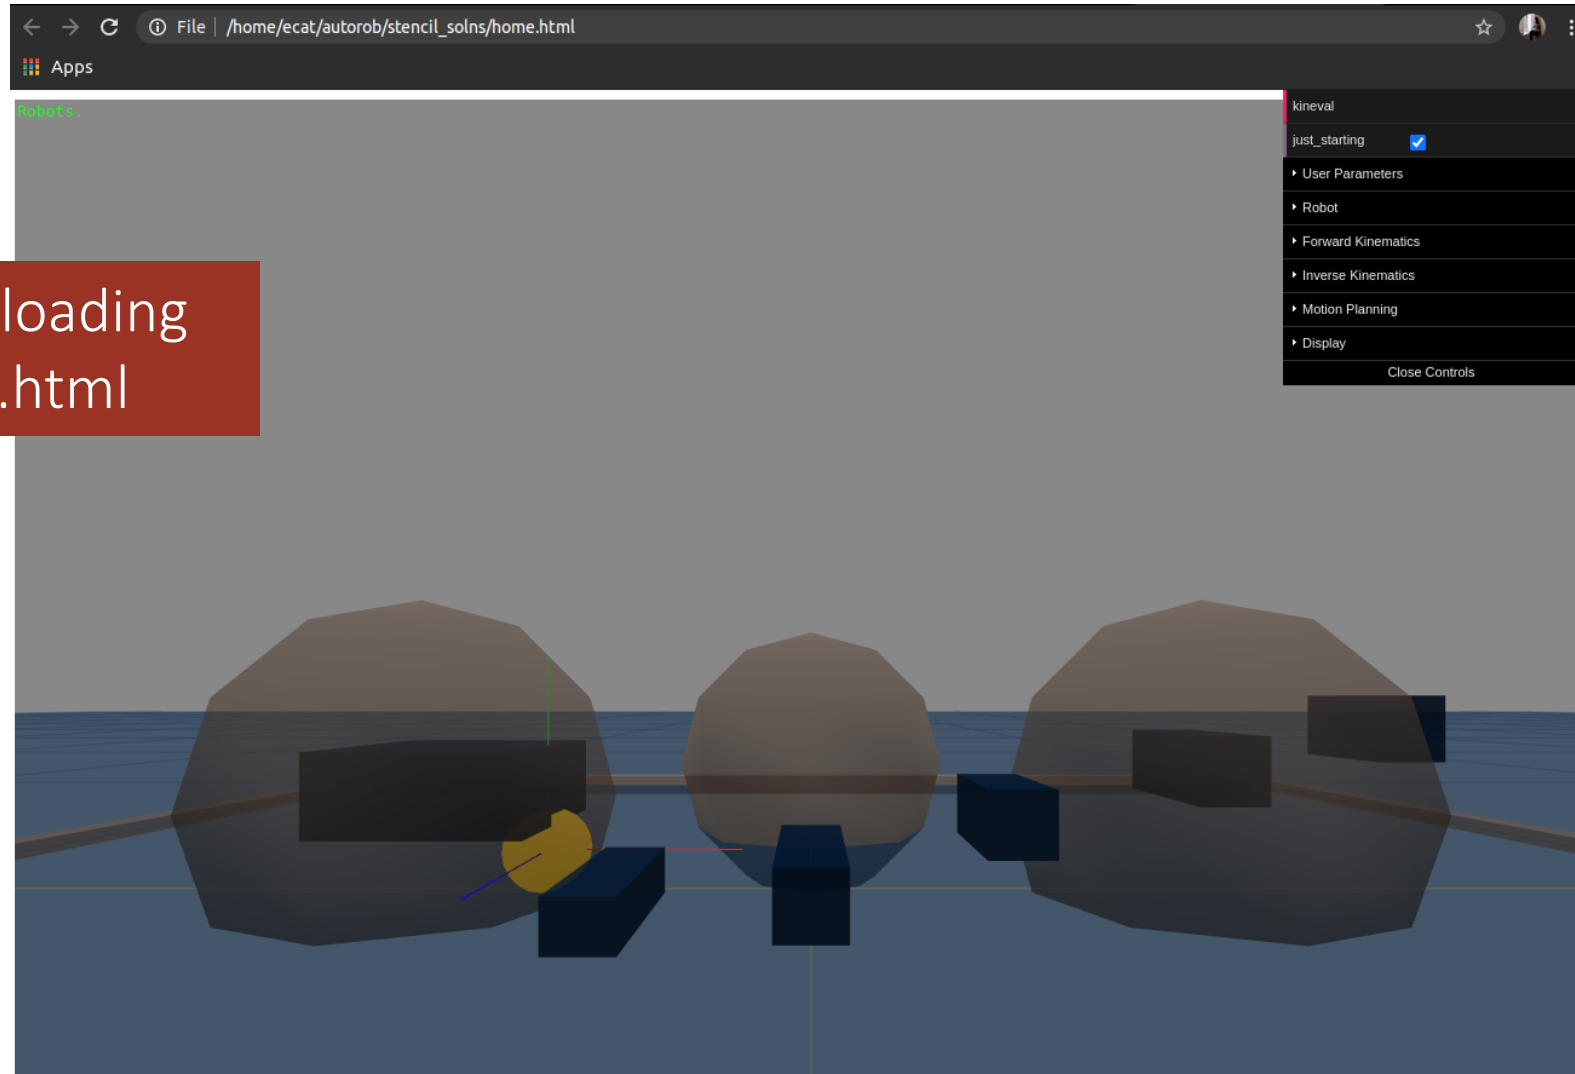 File | /home/ecat/autorob/stencil_solns/home.html
Apps
Robots.
kineval
just_starting
User Parameters
Robot
Forward Kinematics
Inverse Kinematics
Motion Planning
Display
Close Controls
loading
.html